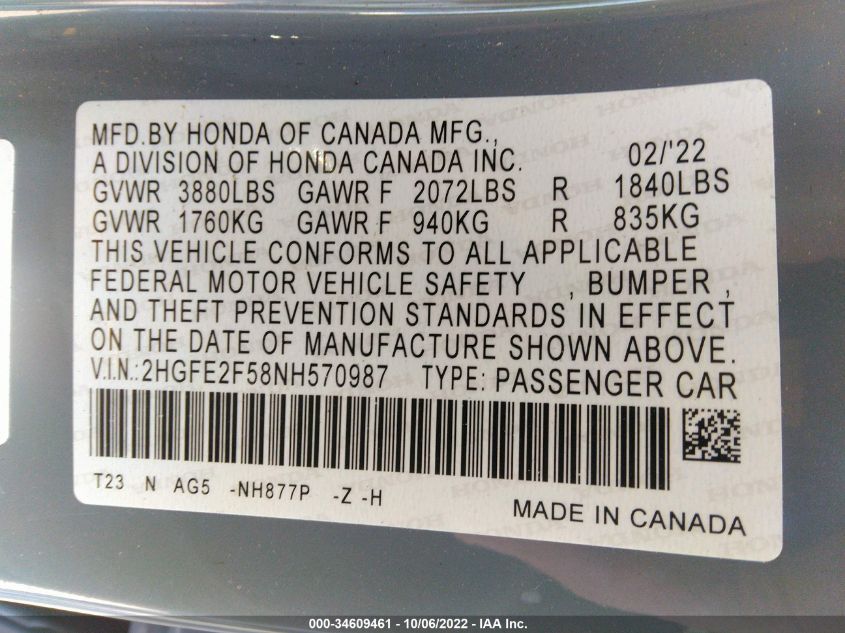 MFD.BY HONDA OF CANADA MFG.,
A DIVISION OF HONDA CANADA INC. 02/'22
GVWR 3880LBS GAWR F 2072LBS R 1840LBS
GVWR 1760KG GAWR F 940KG R 835KG
THIS VEHICLE CONFORMS TO ALL APPLICABLE
FEDERAL MOTOR VEHICLE SAFETY , BUMPER ,
AND THEFT PREVENTION STANDARDS IN EFFECT
ON THE DATE OF MANUFACTURE SHOWN ABOVE.
V.I.N.:2HGFE2F58NH570987 TYPE: PASSENGER CAR
T23 N AG5 -NH877P -Z -H
MADE IN CANADA
000-34609461 - 10/06/2022 - IAA Inc.